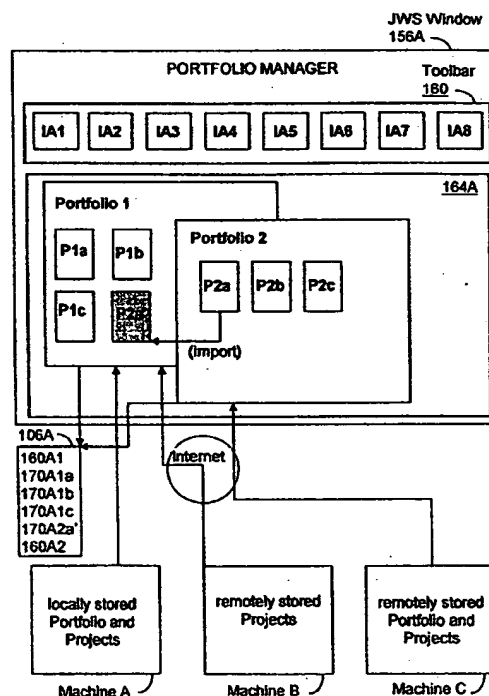 JWS Window
156A
PORTFOLIO MANAGER
Toolbar
160
IA1 IA2 IA3 IA4 IA5 IA6 IA7 IA8
164A
Portfolio 1
P1a P1b
P1c
Portfolio 2
P2a P2b P2c
(Import)
106A
160A1
170A1a
170A1b
170A1c
170A2a'
160A2
Internet
locally stored
Portfolio and
Projects
Machine A
remotely stored
Projects
Machine B
remotely stored
Portfolio and
Projects
Machine C